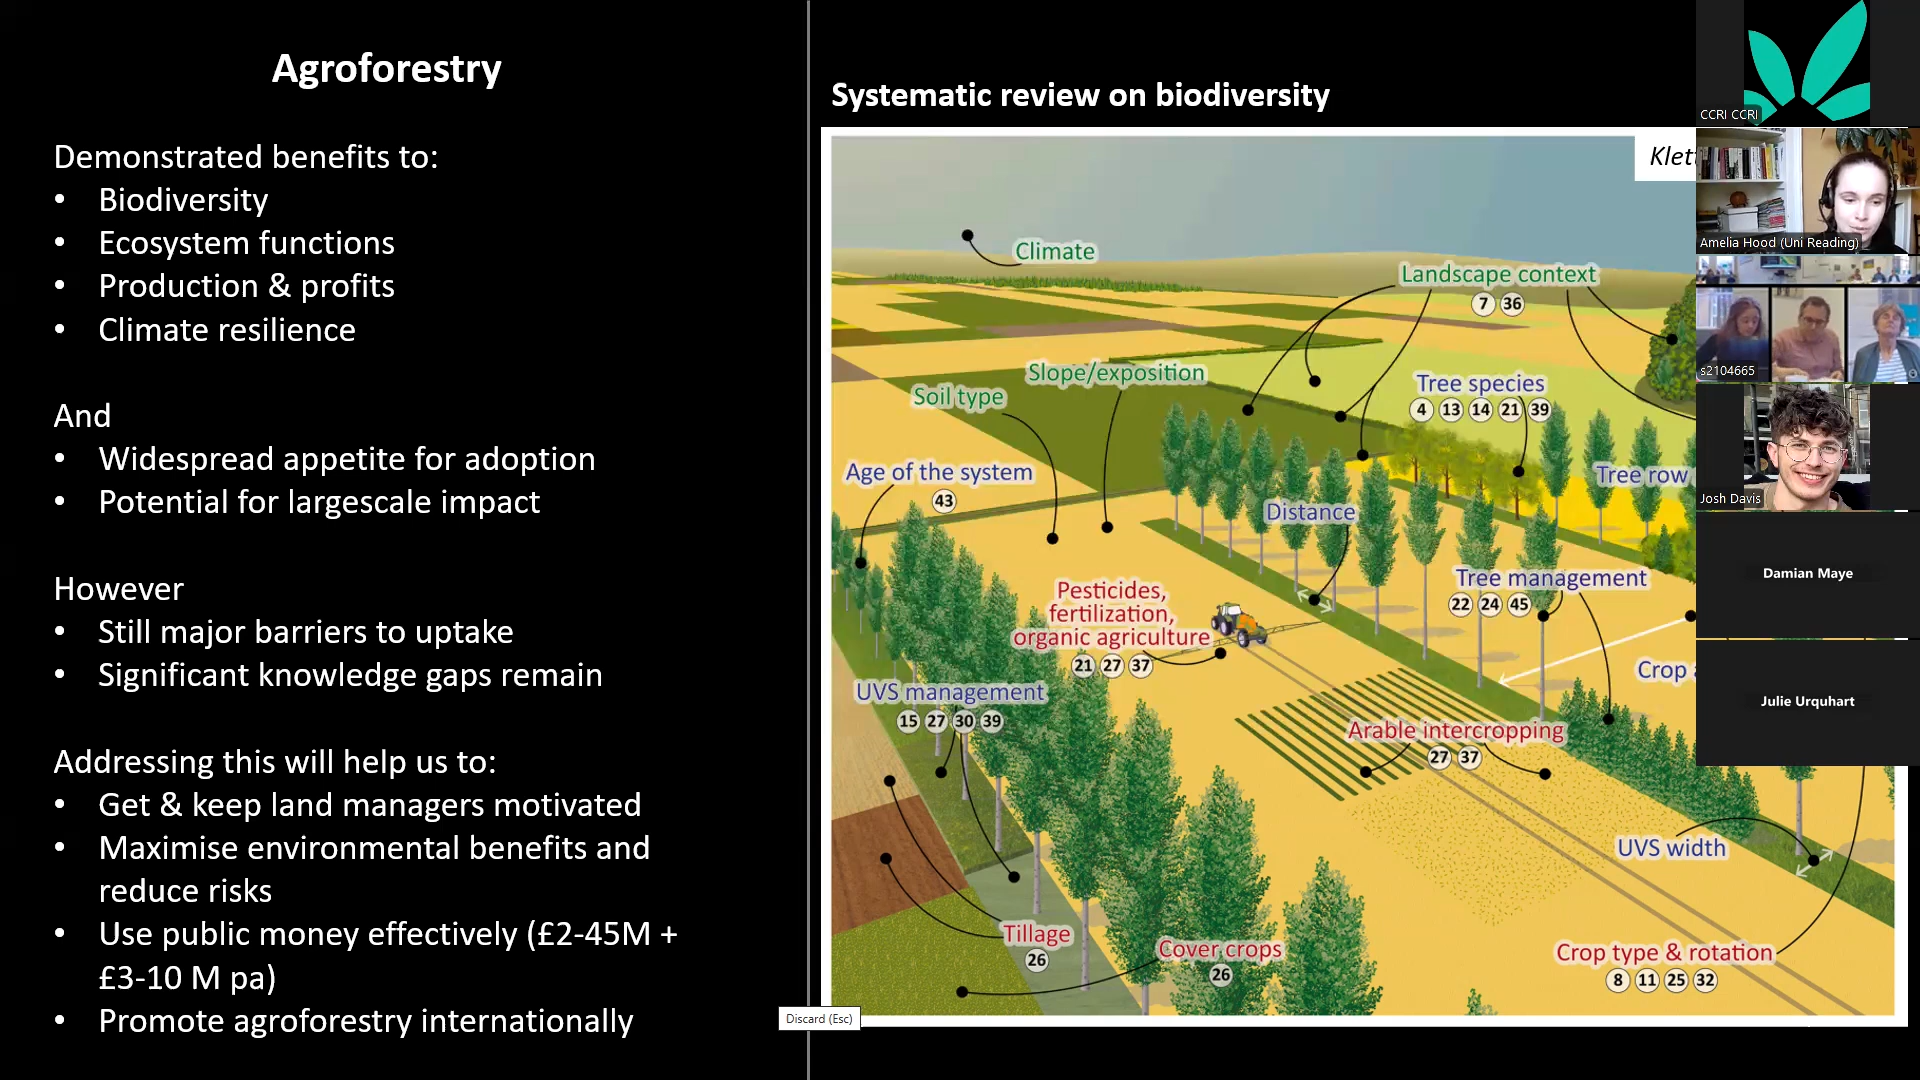 Agroforestry
Demonstrated benefits to:
• Biodiversity
• Ecosystem functions
• Production & profits
• Climate resilience
And
• Widespread appetite for adoption
• Potential for largescale impact
However
• Still major barriers to uptake
• Significant knowledge gaps remain
Addressing this will help us to:
• Get & keep land managers motivated
• Maximise environmental benefits and
reduce risks
• Use public money effectively (£2-45M +
£3-10 M pa)
• Promote agroforestry internationally
Systematic review on biodiversity
Climate
Landscape context
7 36
Slope/exposition
Soil type
Tree species
4 13 14 21 39
Age of the system
43
Tree row
Distance
Tree management
22 24 45
Pesticides,
fertilization,
organic agriculture
21 27 37
Crop
UVS management
15 27 30 39
Arable intercropping
27 37
UVS width
Tillage
26
Cover crops
26
Crop type & rotation
8 11 25 32
Discard (Esc)
CCRI CCRI
Amelia Hood (Uni Reading)
s2104665
Josh Davis
Damian Maye
Julie Urquhart